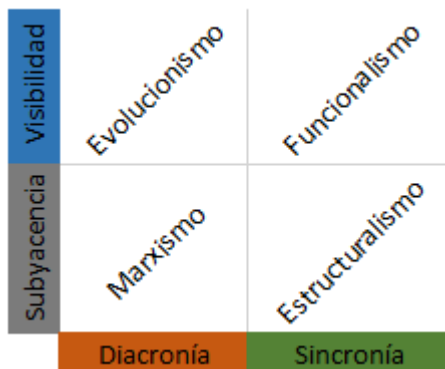 Visibilidad
Evolucionismo
Funcionalismo
Subyacencia
Marxismo
Estructuralismo
Diacronía
Sincronía